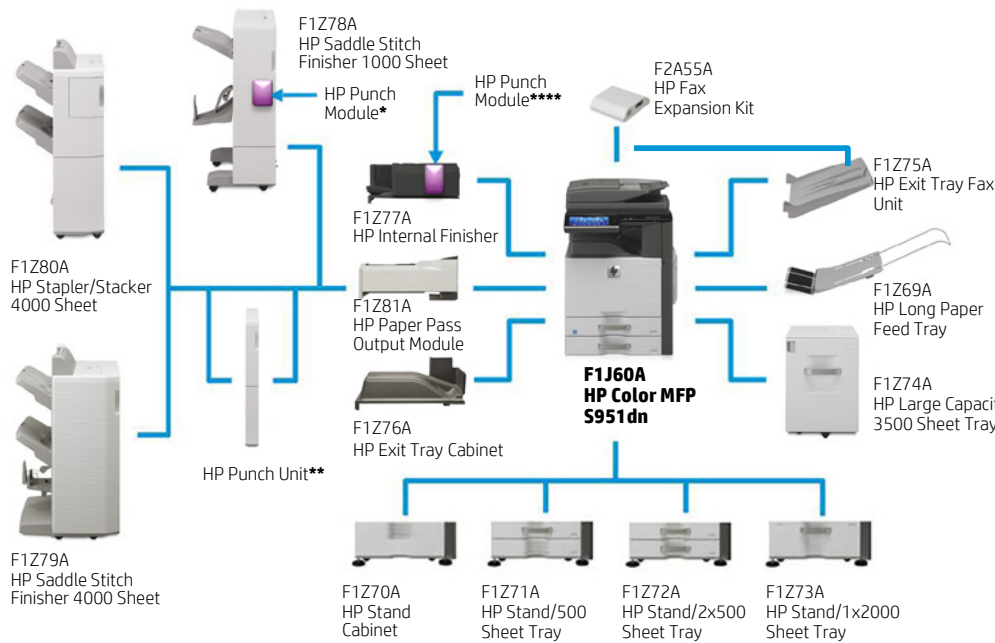 F1Z78A
HP Saddle Stitch
Finisher 1000 Sheet
HP Punch
Module*
HP Punch
Module****
F2A55A
HP Fax
Expansion Kit
F1Z75A
HP Exit Tray Fax
Unit
F1Z77A
HP Internal Finisher
F1Z80A
HP Stapler/Stacker
4000 Sheet
F1Z81A
HP Paper Pass
Output Module
F1Z69A
HP Long Paper
Feed Tray
hp
F1J60A
HP Color MFP
S951dn
F1Z74A
HP Large Capacit
3500 Sheet Tray
F1Z76A
HP Exit Tray Cabinet
HP Punch Unit**
F1Z79A
HP Saddle Stitch
Finisher 4000 Sheet
F1Z70A
HP Stand
Cabinet
F1Z71A
HP Stand/500
Sheet Tray
F1Z72A
HP Stand/2x500
Sheet Tray
F1Z73A
HP Stand/1x2000
Sheet Tray